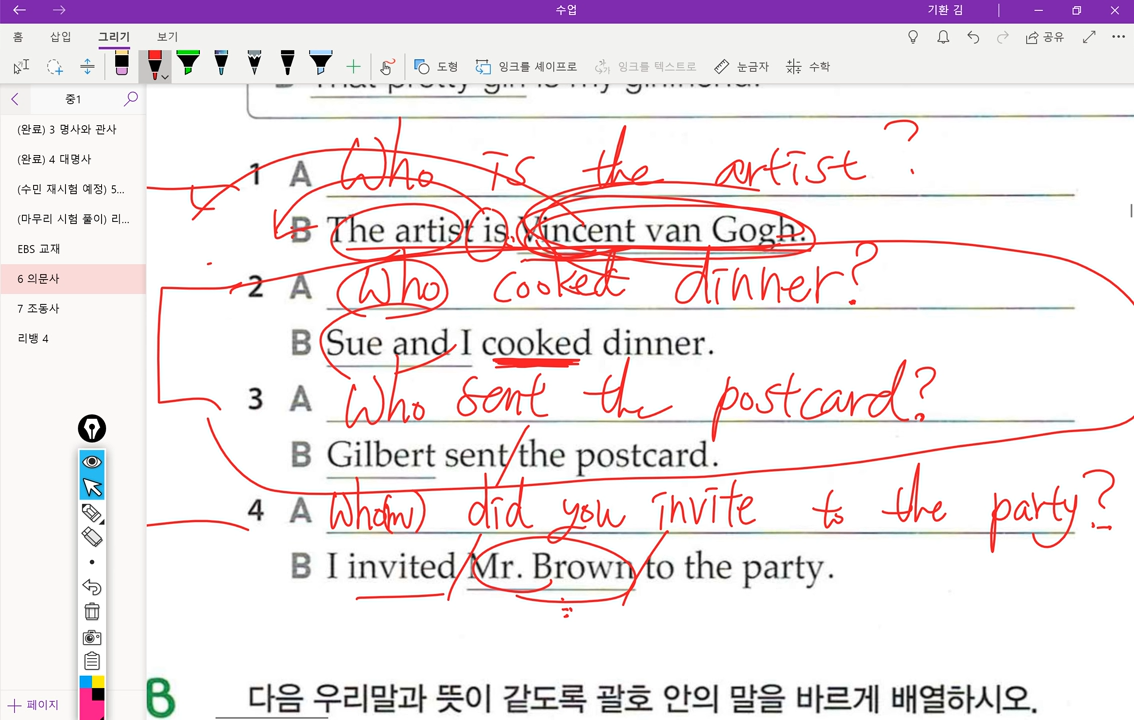 수업
기환 김
홈 삽입 그리기 보기
공유
도형 잉크를 셰이프로 잉크를 텍스트로 눈금자 수학
중1
(완료) 3 명사와 관사
(완료) 4 대명사
(수민 재시험 예정) 5...
(마무리 시험 풀이) 리...
EBS 교재
6 의문사
7 조동사
리뱅 4
페이지
B That pretty girl is my girlfriend.
1 A Who is the artist?
B The artist is Vincent van Gogh.
2 A Who cooked dinner?
B Sue and I cooked dinner.
3 A Who sent the postcard?
B Gilbert sent the postcard.
4 A Who(m) did you invite to the party?
B I invited Mr. Brown to the party.
B 다음 우리말과 뜻이 같도록 괄호 안의 말을 바르게 배열하시오.